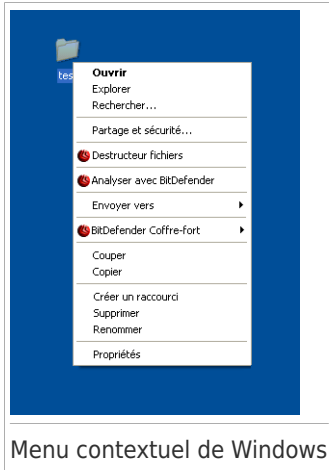 tes
Ouvrir
Explorer
Rechercher...
Partage et sécurité...
Destructeur fichiers
Analyser avec BitDefender
Envoyer vers
BitDefender Coffre-fort
Couper
Copier
Créer un raccourci
Supprimer
Renommer
Propriétés
Menu contextuel de Windows